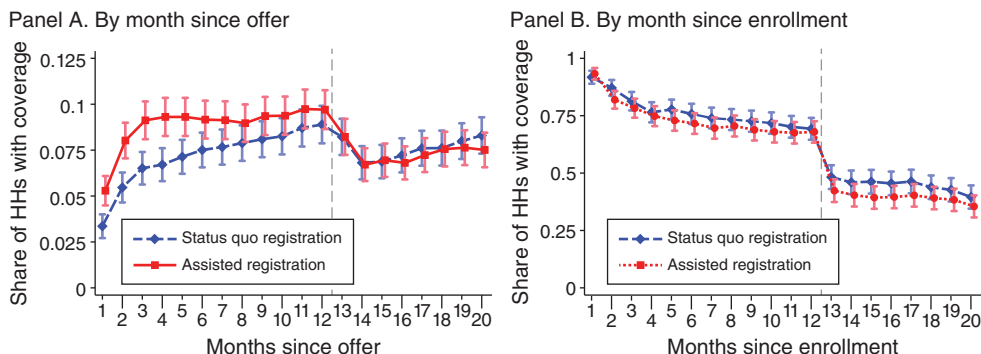 Panel A. By month since offer
Share of HHs with coverage
0.125
0.1
0.075
0.05
0.025
0
Status quo registration
Assisted registration
1 2 3 4 5 6 7 8 9 10 11 12 13 14 15 16 17 18 19 20
Months since offer
Panel B. By month since enrollment
Share of HHs with coverage
1
0.75
0.5
0.25
0
Status quo registration
Assisted registration
1 2 3 4 5 6 7 8 9 10 11 12 13 14 15 16 17 18 19 20
Months since enrollment